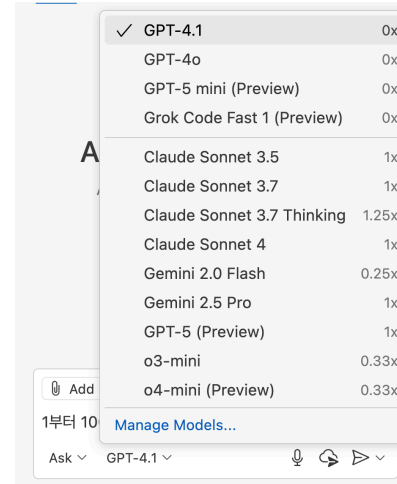 ✓ GPT-4.1 0x
GPT-4o 0x
GPT-5 mini (Preview) 0x
Grok Code Fast 1 (Preview) 0x
A
Claude Sonnet 3.5 1x
Claude Sonnet 3.7 1x
Claude Sonnet 3.7 Thinking 1.25x
Claude Sonnet 4 1x
Gemini 2.0 Flash 0.25x
Gemini 2.5 Pro 1x
GPT-5 (Preview) 1x
o3-mini 0.33x
o4-mini (Preview) 0.33x
Manage Models...
Add
1부터 10
Ask GPT-4.1